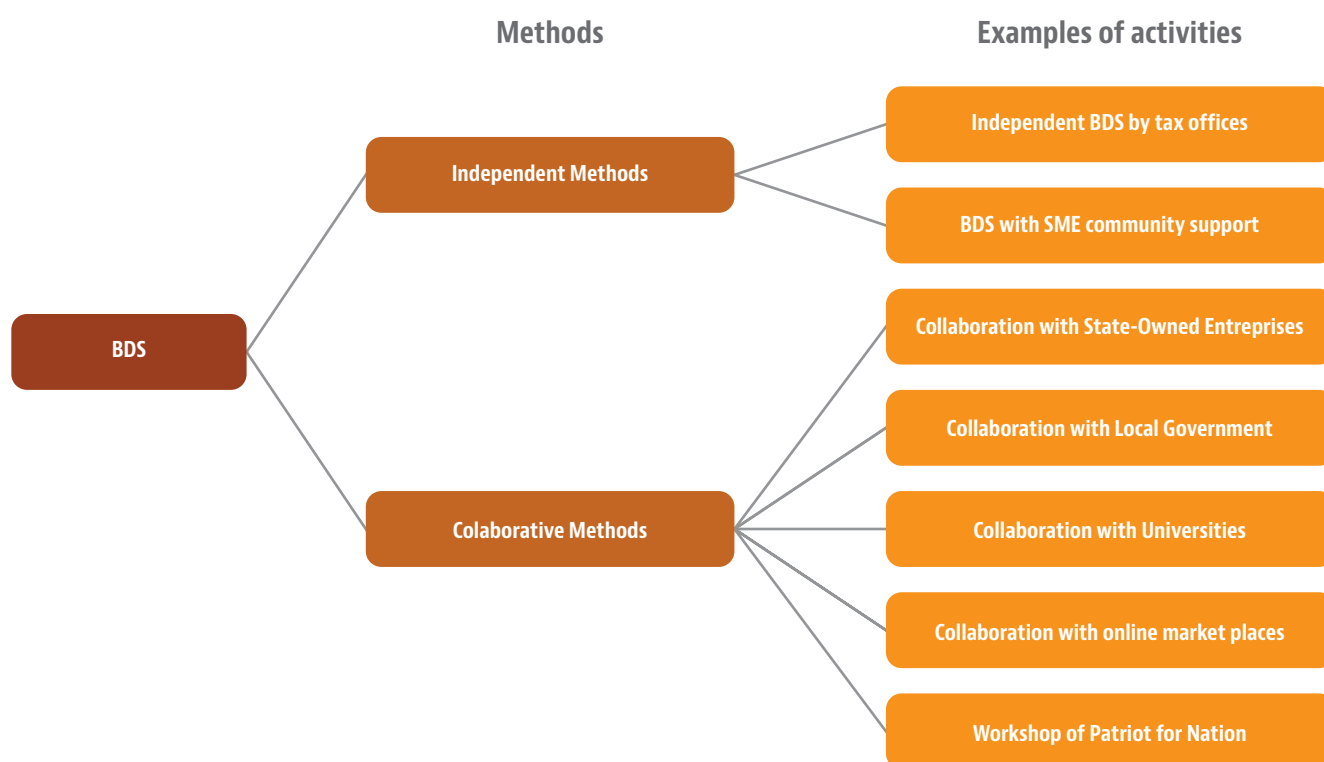 Methods
Examples of activities
Independent BDS by tax offices
Independent Methods
BDS with SME community support
Collaboration with State-Owned Entreprises
BDS
Collaboration with Local Government
Colaborative Methods
Collaboration with Universities
Collaboration with online market places
Workshop of Patriot for Nation